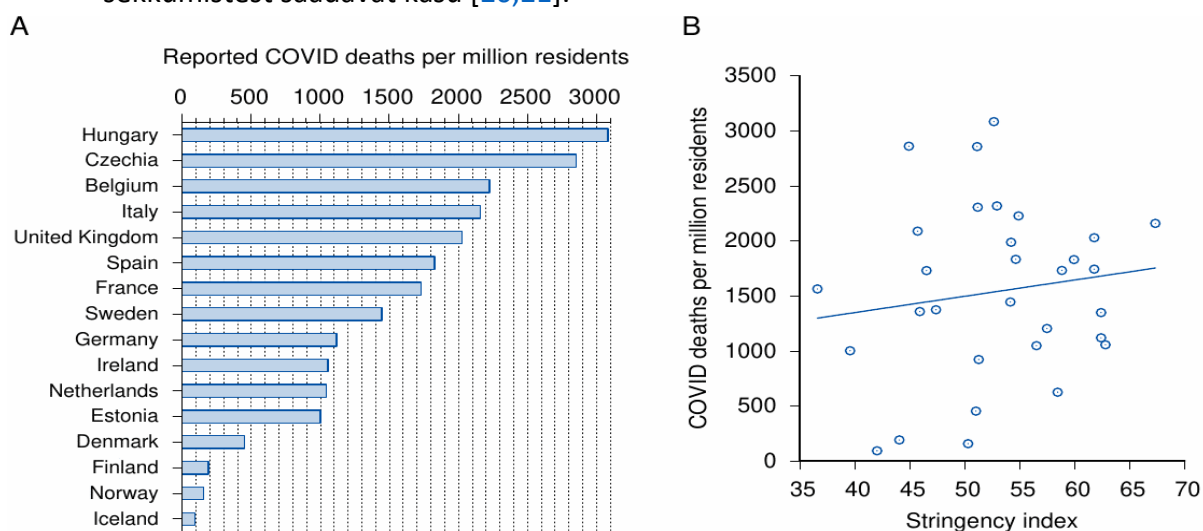 A
Reported COVID deaths per million residents
0 500 1000 1500 2000 2500 3000
Hungary
Czechia
Belgium
Italy
United Kingdom
Spain
France
Sweden
Germany
Ireland
Netherlands
Estonia
Denmark
Finland
Norway
Iceland
B
COVID deaths per million residents
3500
3000
2500
2000
1500
1000
500
0
35 40 45 50 55 60 65 70
Stringency index